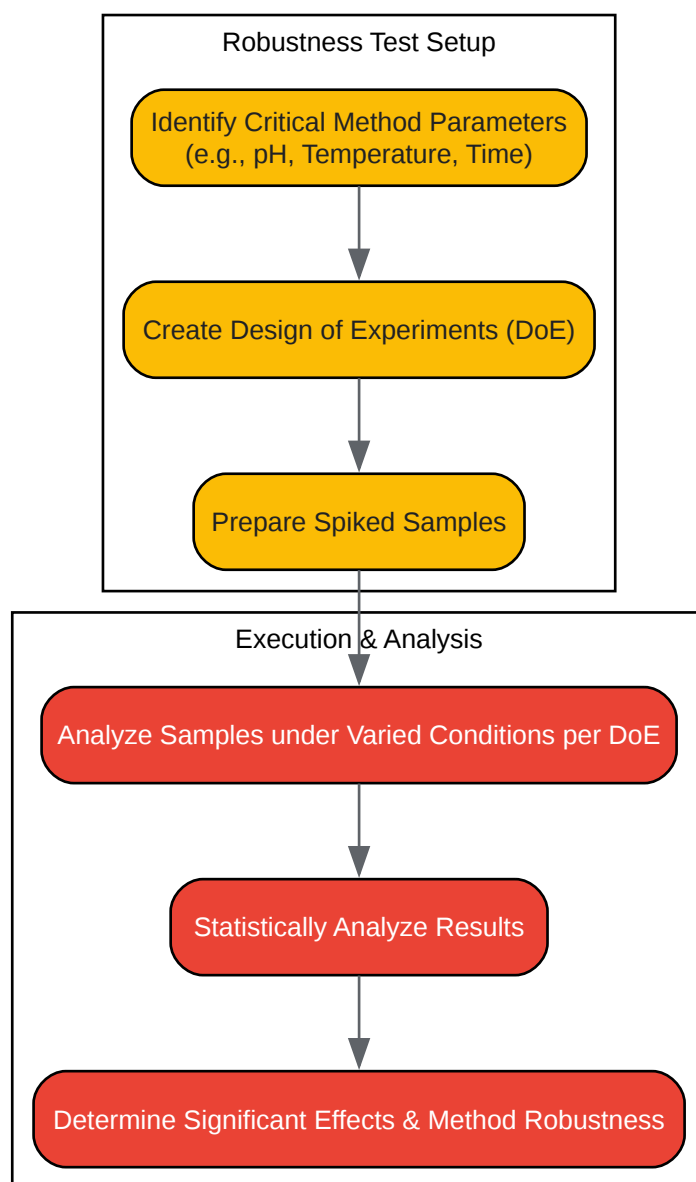 Robustness Test Setup
Identify Critical Method Parameters
(e.g., pH, Temperature, Time)
Create Design of Experiments (DoE)
Prepare Spiked Samples
Execution & Analysis
Analyze Samples under Varied Conditions per DoE
Statistically Analyze Results
Determine Significant Effects & Method Robustness